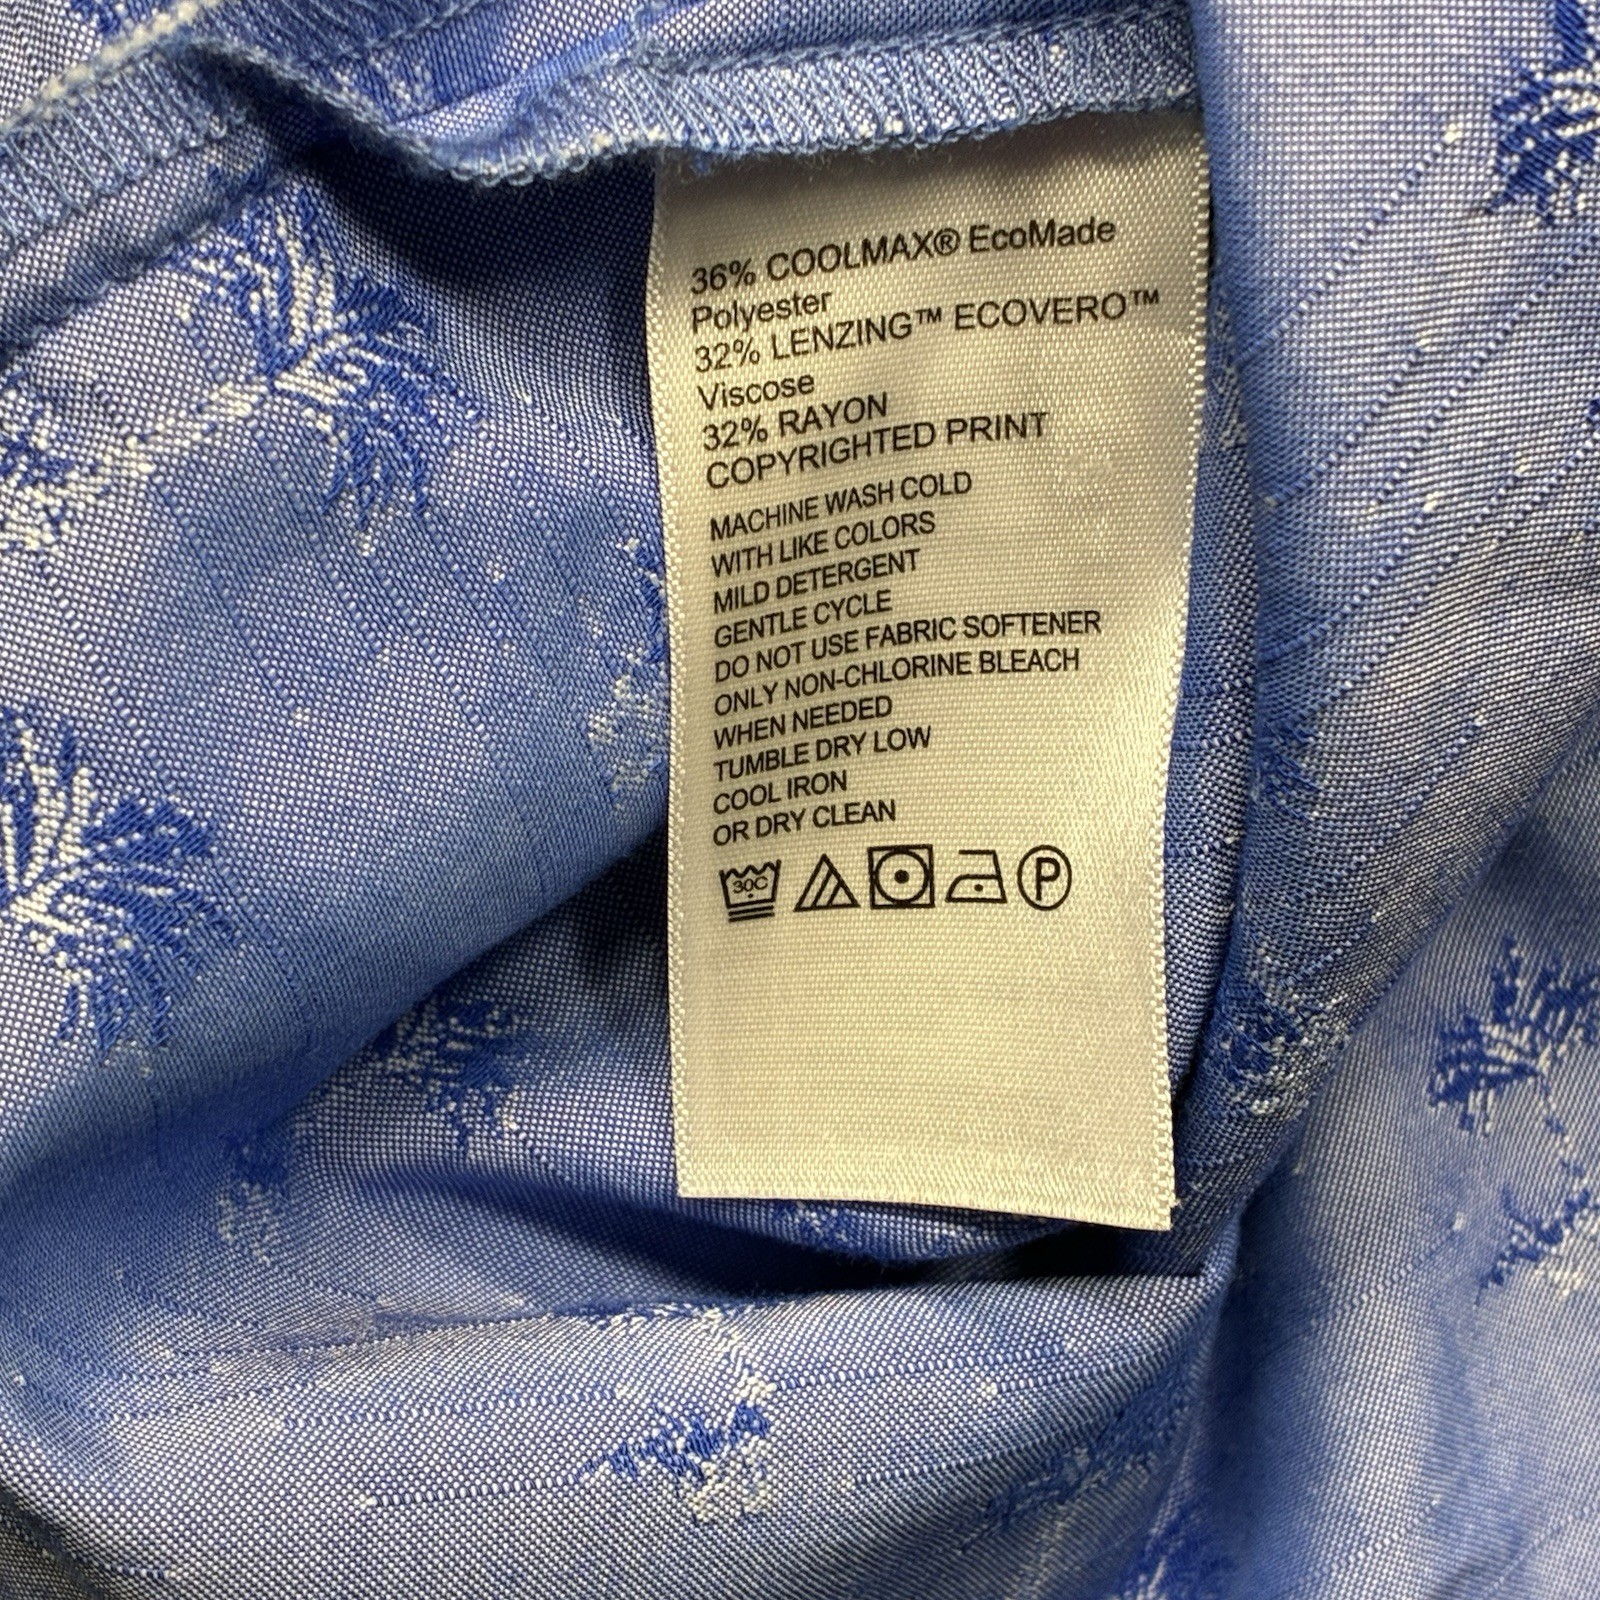 36% COOLMAX® EcoMade
Polyester
32% LENZING™ ECOVERO™
Viscose
32% RAYON
COPYRIGHTED PRINT
MACHINE WASH COLD
WITH LIKE COLORS
MILD DETERGENT
GENTLE CYCLE
DO NOT USE FABRIC SOFTENER
ONLY NON-CHLORINE BLEACH
WHEN NEEDED
TUMBLE DRY LOW
COOL IRON
OR DRY CLEAN
30C P